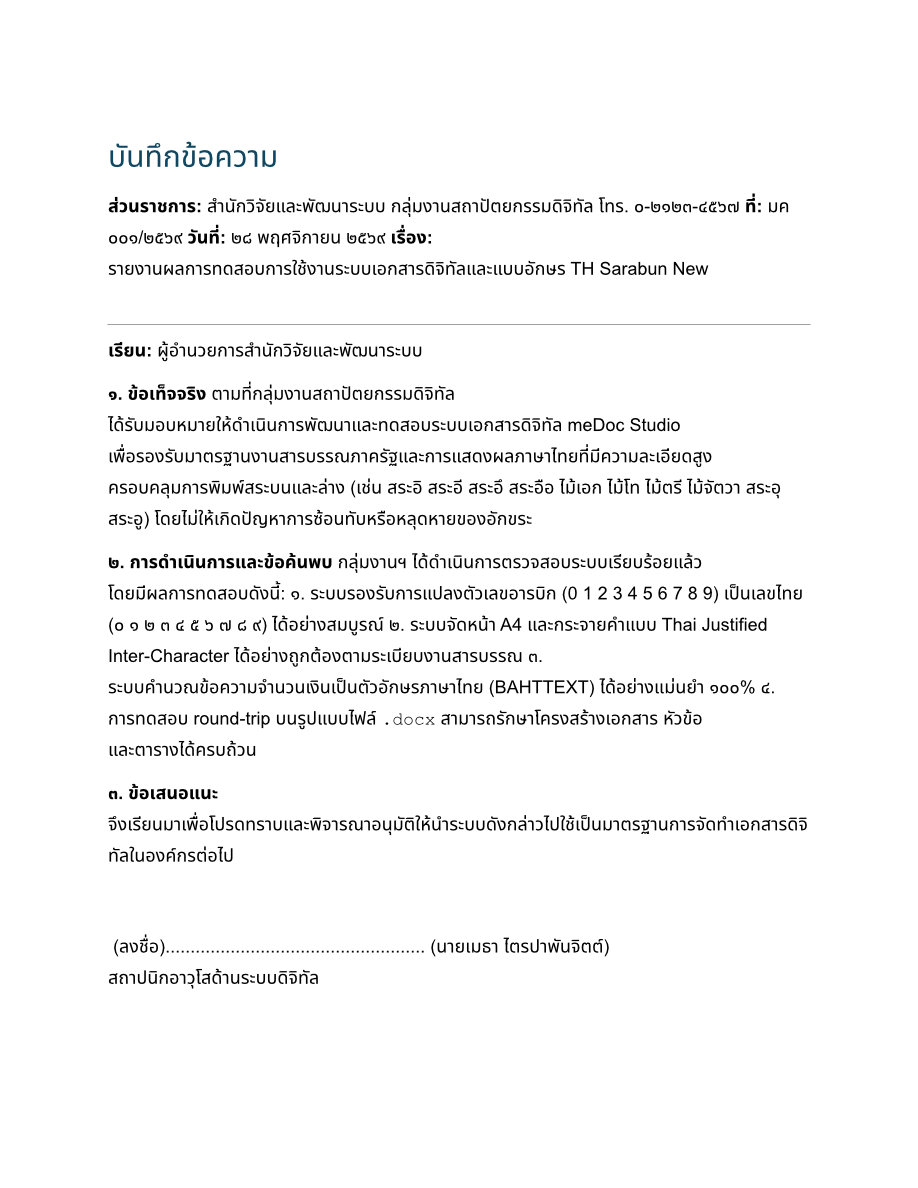 บันทึกข้อความ
ส่วนราชการ: สำนักวิจัยและพัฒนาระบบ กลุ่มงานสถาปัตยกรรมดิจิทัล โทร. ๐-๒๑๒๓-๔๕๖๗ ที่: มค
๐๐๑/๒๕๖๙ วันที่: ๒๘ พฤศจิกายน ๒๕๖๙ เรื่อง:
รายงานผลการทดสอบการใช้งานระบบเอกสารดิจิทัลและแบบอักษร TH Sarabun New
เรียน: ผู้อำนวยการสำนักวิจัยและพัฒนาระบบ
๑. ข้อเท็จจริง ตามที่กลุ่มงานสถาปัตยกรรมดิจิทัล
ได้รับมอบหมายให้ดำเนินการพัฒนาและทดสอบระบบเอกสารดิจิทัล meDoc Studio
เพื่อรองรับมาตรฐานงานสารบรรณภาครัฐและการแสดงผลภาษาไทยที่มีความละเอียดสูง
ครอบคลุมการพิมพ์สระบนและล่าง (เช่น สระอิ สระอี สระอึ สระอือ ไม้เอก ไม้โท ไม้ตรี ไม้จัตวา สระอุ
สระอู) โดยไม่ให้เกิดปัญหาการซ้อนทับหรือหลุดหายของอักขระ
๒. การดำเนินการและข้อค้นพบ กลุ่มงานฯ ได้ดำเนินการตรวจสอบระบบเรียบร้อยแล้ว
โดยมีผลการทดสอบดังนี้: ๑. ระบบรองรับการแปลงตัวเลขอารบิก (0 1 2 3 4 5 6 7 8 9) เป็นเลขไทย
(๐ ๑ ๒ ๓ ๔ ๕ ๖ ๗ ๘ ๙) ได้อย่างสมบูรณ์ ๒. ระบบจัดหน้า A4 และกระจายคำแบบ Thai Justified
Inter-Character ได้อย่างถูกต้องตามระเบียบงานสารบรรณ ๓.
ระบบคำนวณข้อความจำนวนเงินเป็นตัวอักษรภาษาไทย (BAHTTEXT) ได้อย่างแม่นยำ ๑๐๐% ๔.
การทดสอบ round-trip บนรูปแบบไฟล์ .docx สามารถรักษาโครงสร้างเอกสาร หัวข้อ
และตารางได้ครบถ้วน
๓. ข้อเสนอแนะ
จึงเรียนมาเพื่อโปรดทราบและพิจารณาอนุมัติให้นำระบบดังกล่าวไปใช้เป็นมาตรฐานการจัดทำเอกสารดิจิ
ทัลในองค์กรต่อไป
(ลงชื่อ).................................................... (นายเมธา ไตรปาพันจิตต์)
สถาปนิกอาวุโสด้านระบบดิจิทัล